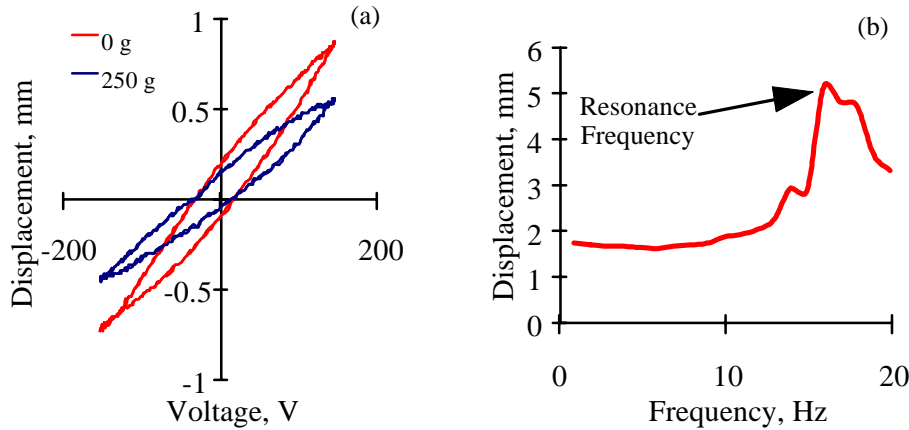 (a)
0 g
250 g
Displacement, mm
1
0.5
-0.5
-1
-200
200
Voltage, V
(b)
Resonance
Frequency
Displacement, mm
6
5
4
3
2
1
0
0
10
20
Frequency, Hz